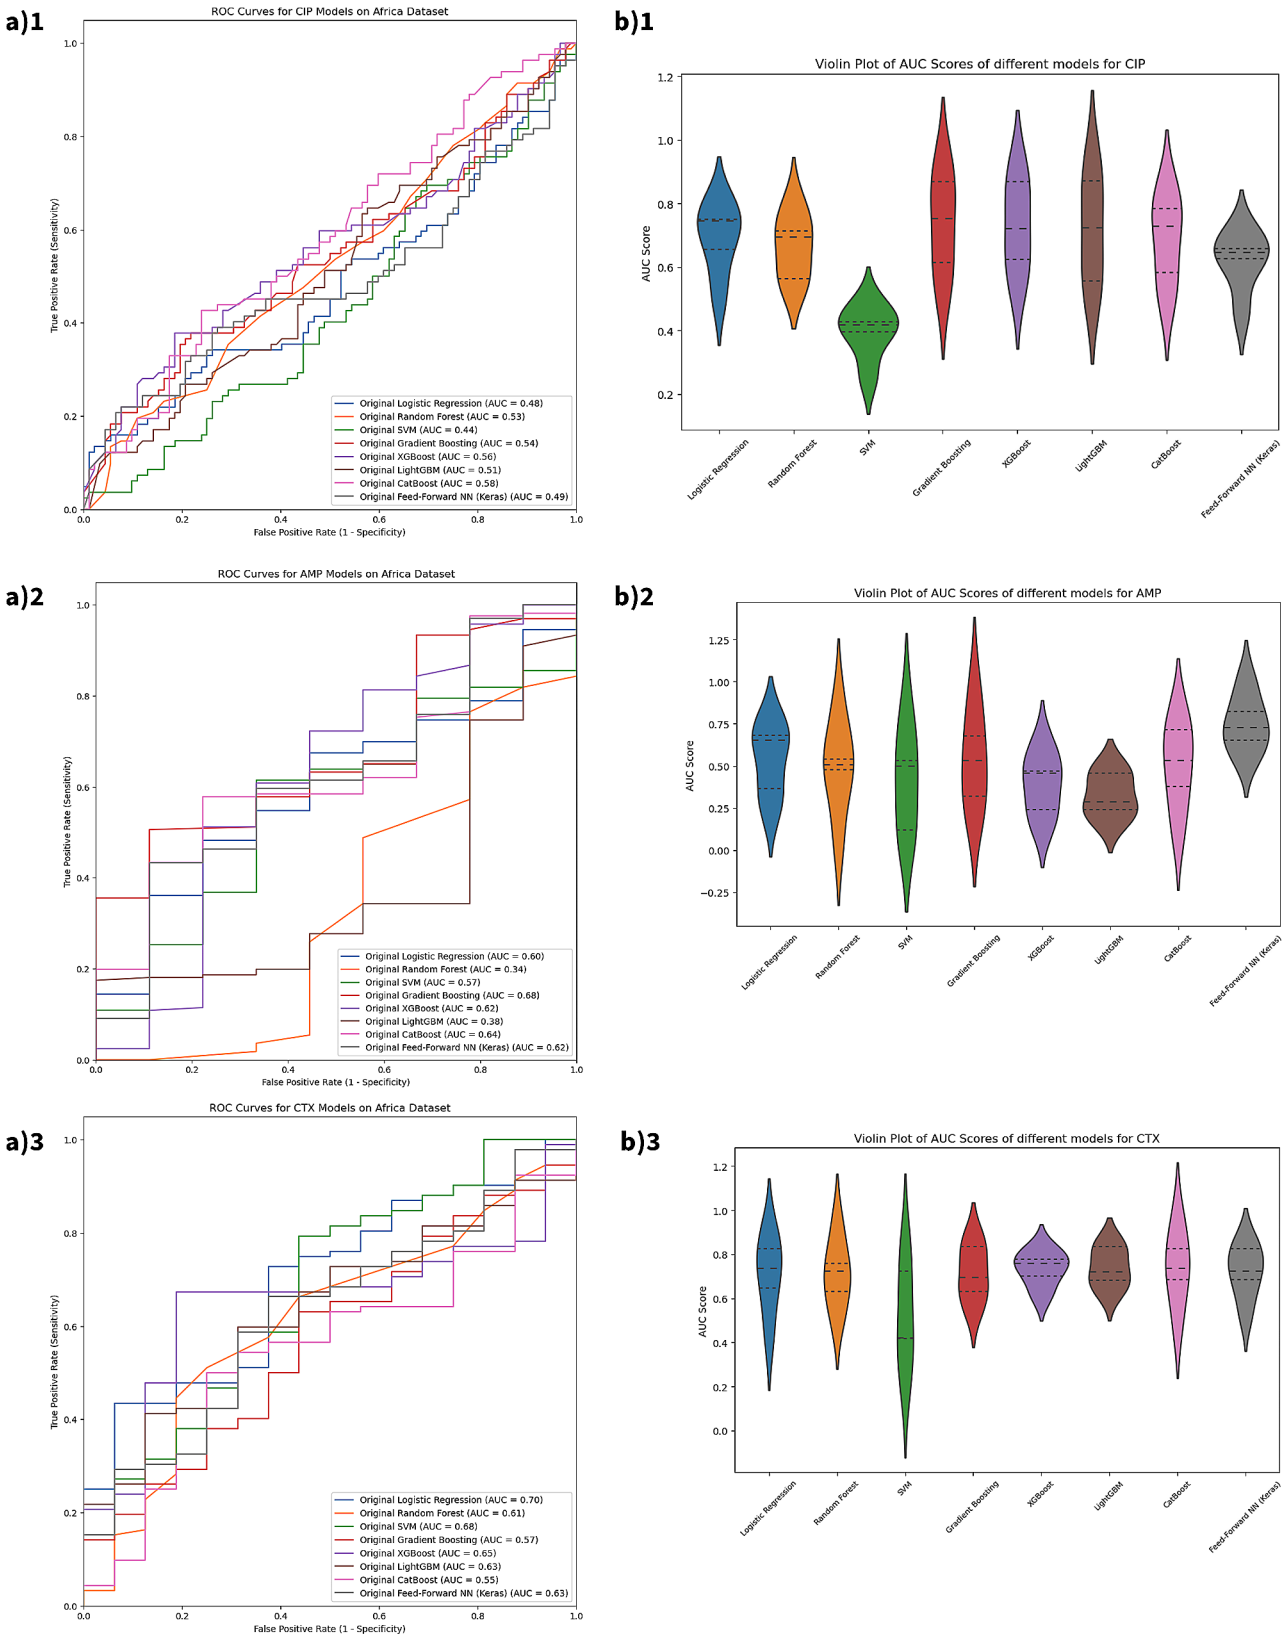 a)1
ROC Curves for CIP Models on Africa Dataset
1.0
0.8
0.6
0.4
0.2
0.0
True Positive Rate (Sensitivity)
Original Logistic Regression (AUC = 0.48)
Original Random Forest (AUC = 0.53)
Original SVM (AUC = 0.44)
Original Gradient Boosting (AUC = 0.54)
Original XGBoost (AUC = 0.56)
Original LightGBM (AUC = 0.51)
Original CatBoost (AUC = 0.58)
Original Feed-Forward NN (Keras) (AUC = 0.49)
0.0 0.2 0.4 0.6 0.8 1.0
False Positive Rate (1 - Specificity)
b)1
Violin Plot of AUC Scores of different models for CIP
1.2
1.0
0.8
0.6
0.4
0.2
AUC Score
Logistic Regression
Random Forest
SVM
Gradient Boosting
XGBoost
LightGBM
CatBoost
Feed-Forward NN (Keras)
a)2
ROC Curves for AMP Models on Africa Dataset
1.0
0.8
0.6
0.4
0.2
0.0
True Positive Rate (Sensitivity)
Original Logistic Regression (AUC = 0.60)
Original Random Forest (AUC = 0.34)
Original SVM (AUC = 0.57)
Original Gradient Boosting (AUC = 0.68)
Original XGBoost (AUC = 0.62)
Original LightGBM (AUC = 0.38)
Original CatBoost (AUC = 0.64)
Original Feed-Forward NN (Keras) (AUC = 0.62)
0.0 0.2 0.4 0.6 0.8 1.0
False Positive Rate (1 - Specificity)
b)2
Violin Plot of AUC Scores of different models for AMP
1.25
1.00
0.75
0.50
0.25
0.00
−0.25
AUC Score
Logistic Regression
Random Forest
SVM
Gradient Boosting
XGBoost
LightGBM
CatBoost
Feed-Forward NN (Keras)
a)3
ROC Curves for CTX Models on Africa Dataset
1.0
0.8
0.6
0.4
0.2
0.0
True Positive Rate (Sensitivity)
Original Logistic Regression (AUC = 0.70)
Original Random Forest (AUC = 0.61)
Original SVM (AUC = 0.68)
Original Gradient Boosting (AUC = 0.57)
Original XGBoost (AUC = 0.65)
Original LightGBM (AUC = 0.63)
Original CatBoost (AUC = 0.55)
Original Feed-Forward NN (Keras) (AUC = 0.63)
0.0 0.2 0.4 0.6 0.8 1.0
False Positive Rate (1 - Specificity)
b)3
Violin Plot of AUC Scores of different models for CTX
1.2
1.0
0.8
0.6
0.4
0.2
0.0
AUC Score
Logistic Regression
Random Forest
SVM
Gradient Boosting
XGBoost
LightGBM
CatBoost
Feed-Forward NN (Keras)